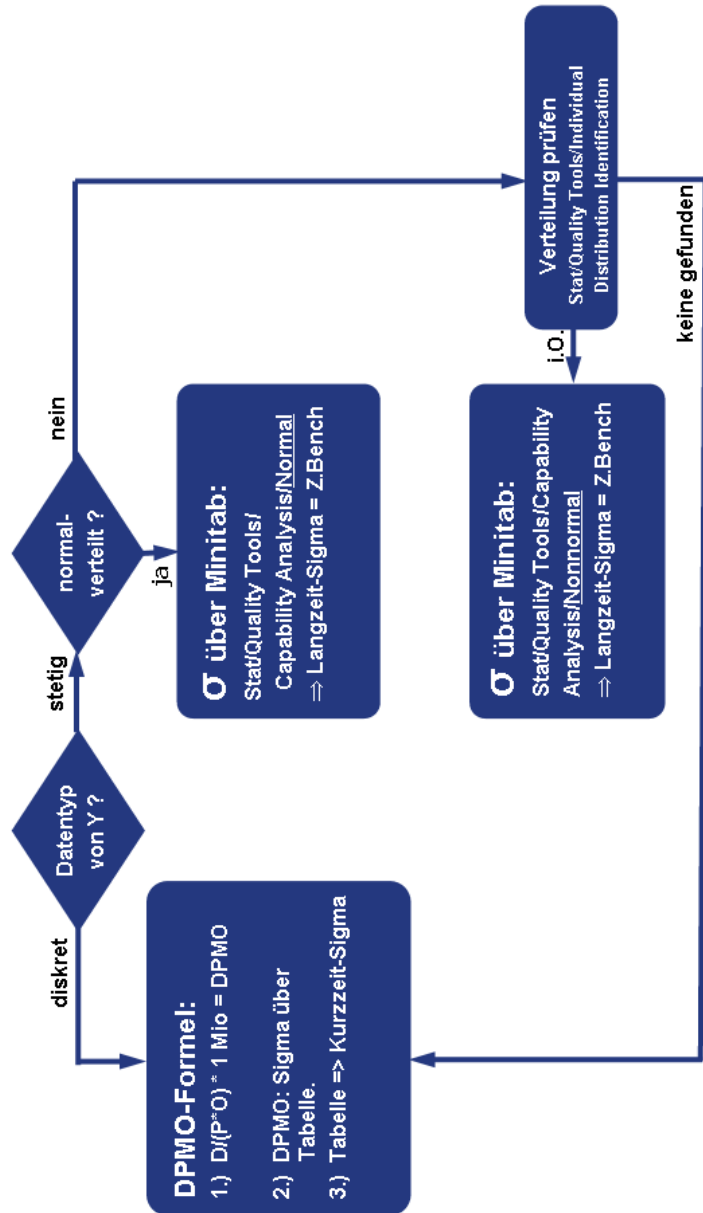 diskret
Datentyp
von Y ?
stetig
normal-
verteilt ?
nein
ja
DPMO-Formel:
1.) D/(P*O) * 1 Mio = DPMO
2.) DPMO: Sigma über
Tabelle.
3.) Tabelle => Kurzzeit-Sigma
σ über Minitab:
Stat/Quality Tools/
Capability Analysis/Normal
⇒ Langzeit-Sigma = Z.Bench
σ über Minitab:
Stat/Quality Tools/Capability
Analysis/Nonnormal
⇒ Langzeit-Sigma = Z.Bench
i.O.
Verteilung prüfen
Stat/Quality Tools/Individual
Distribution Identification
keine gefunden